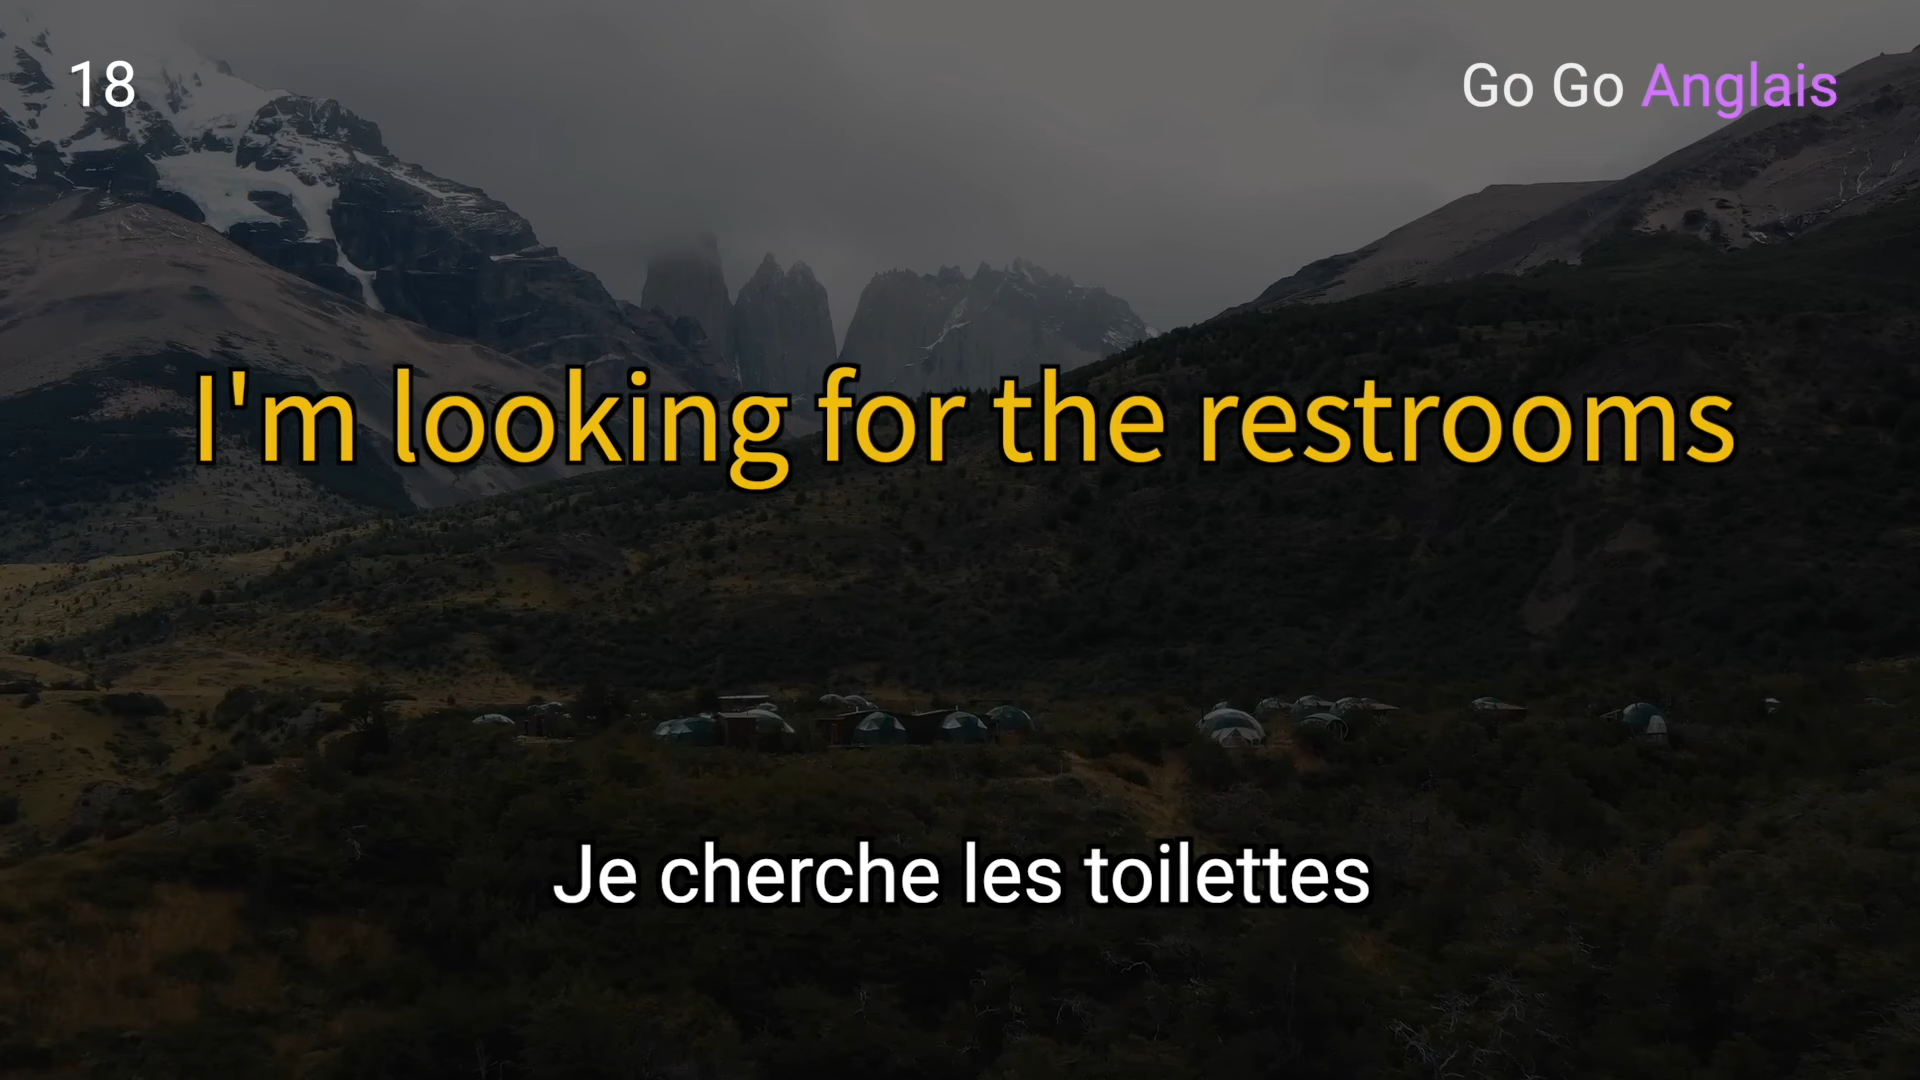 18
Go Go Anglais
I'm looking for the restrooms
Je cherche les toilettes